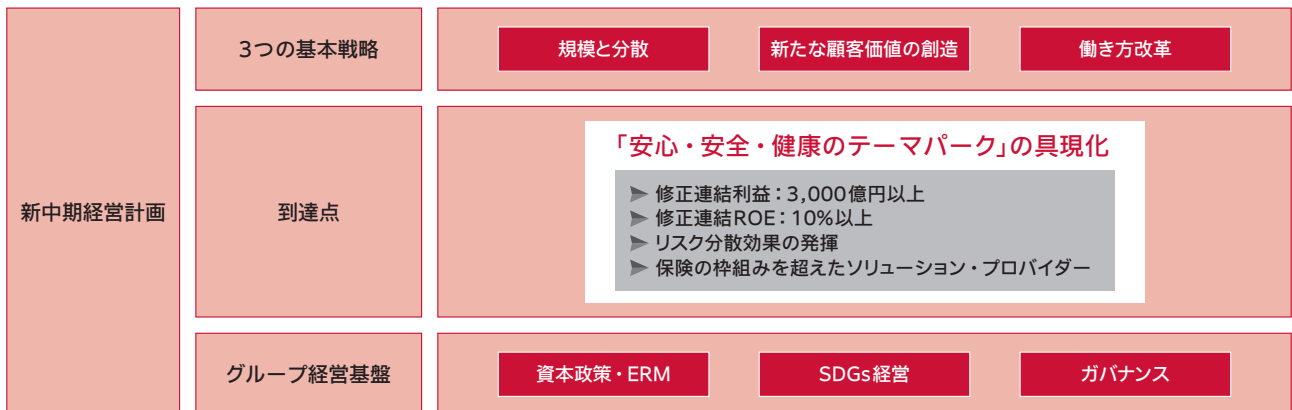 新中期経営計画
3つの基本戦略
規模と分散
新たな顧客価値の創造
働き方改革
到達点
「安心・安全・健康のテーマパーク」の具現化
修正連結利益：3,000億円以上
修正連結ROE：10%以上
リスク分散効果の発揮
保険の枠組みを超えたソリューション・プロバイダー
グループ経営基盤
資本政策・ERM
SDGs経営
ガバナンス